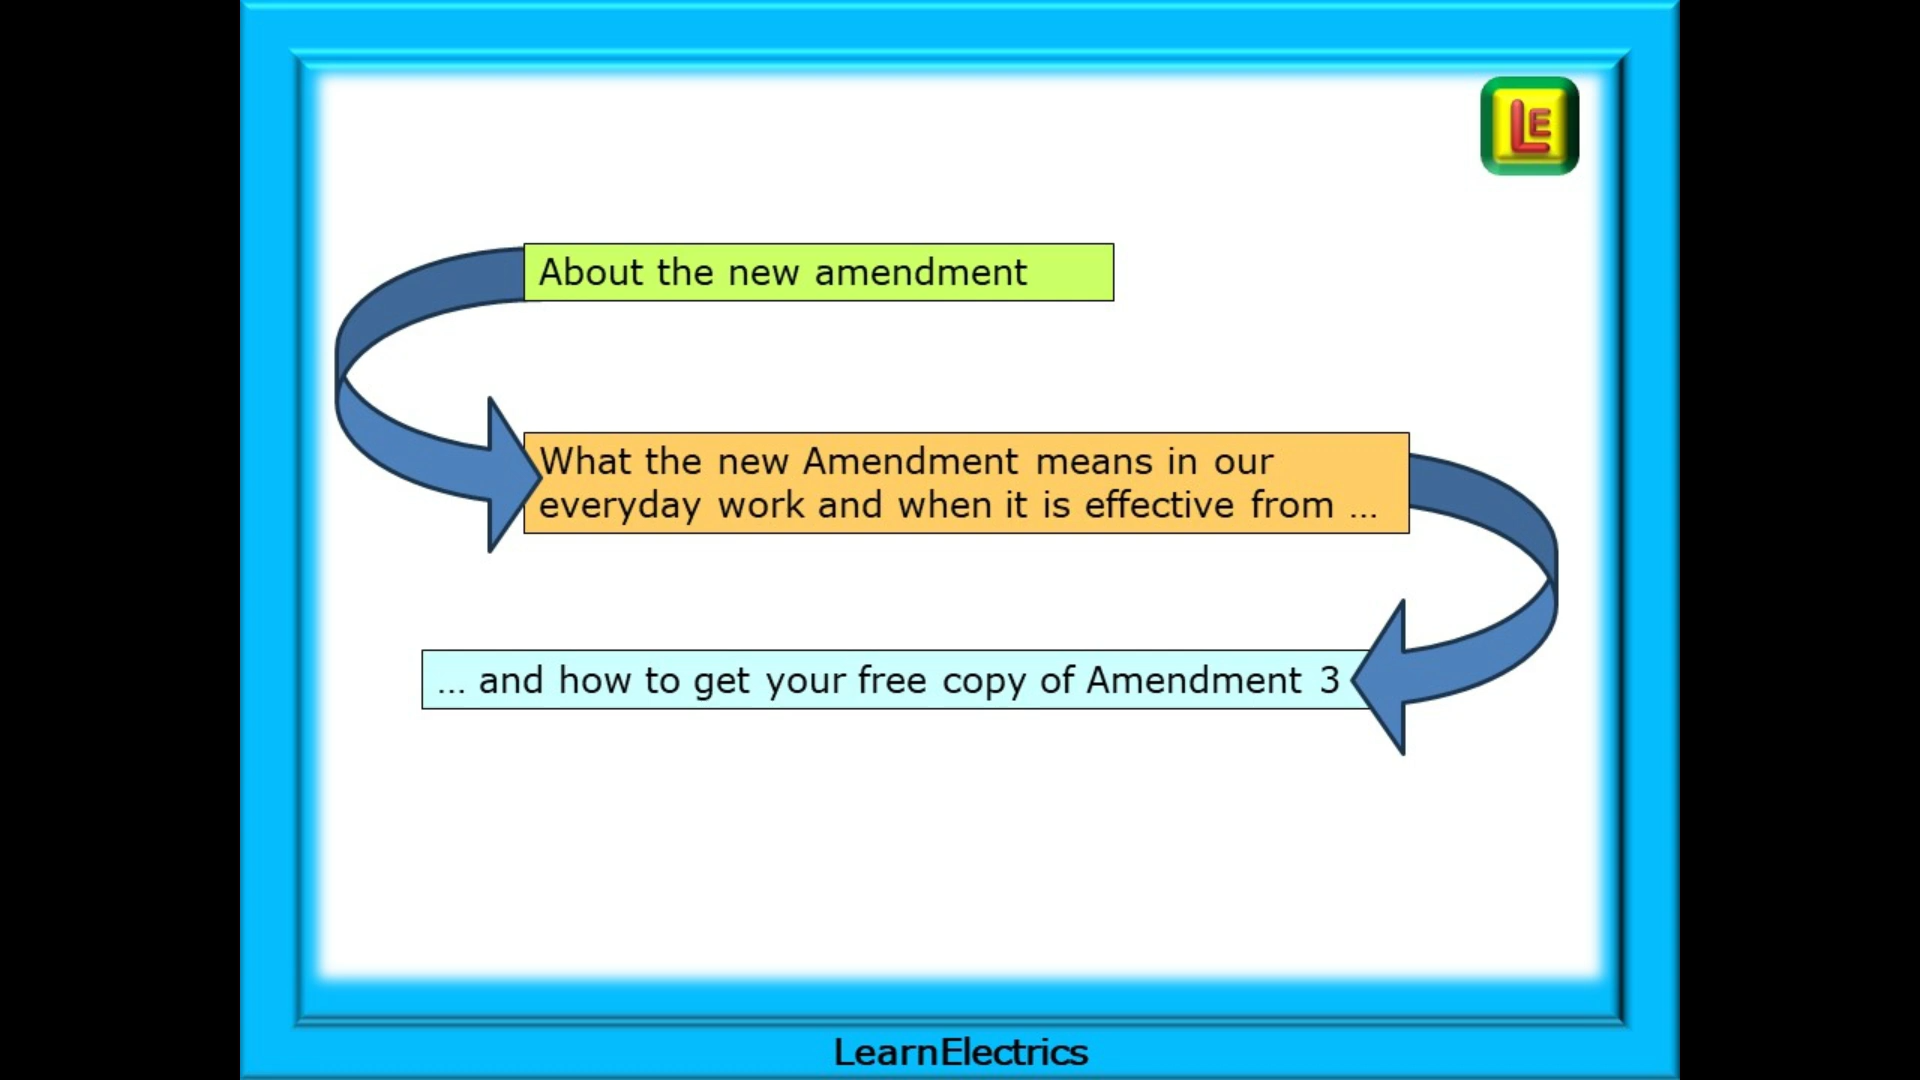 LE
About the new amendment
What the new Amendment means in our
everyday work and when it is effective from ...
... and how to get your free copy of Amendment 3
LearnElectrics